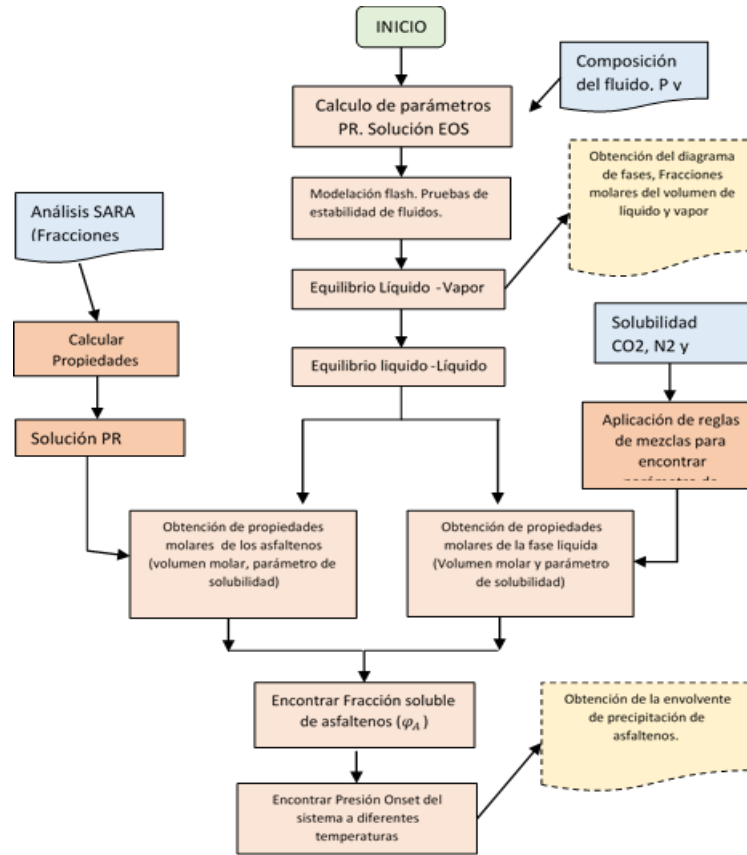 INICIO
Composición
del fluido. P y
Calculo de parámetros
PR. Solución EOS
Obtención del diagrama
de fases, Fracciones
molares del volumen de
líquido y vapor
Modelación flash. Pruebas de
estabilidad de fluidos.
Análisis SARA
(Fracciones
Equilibrio Líquido -Vapor
Solubilidad
CO2, N2 y
Calcular
Propiedades
Equilibrio liquido -Líquido
Solución PR
Aplicación de reglas
de mezclas para
encontrar
parámetro de
Obtención de propiedades
molares de los asfaltenos
(volumen molar, parámetro de
solubilidad)
Obtención de propiedades
molares de la fase líquida
(Volumen molar y parámetro
de solubilidad)
Encontrar Fracción soluble
de asfaltenos (φA)
Obtención de la envolvente
de precipitación de
asfaltenos.
Encontrar Presión Onset del
sistema a diferentes
temperaturas